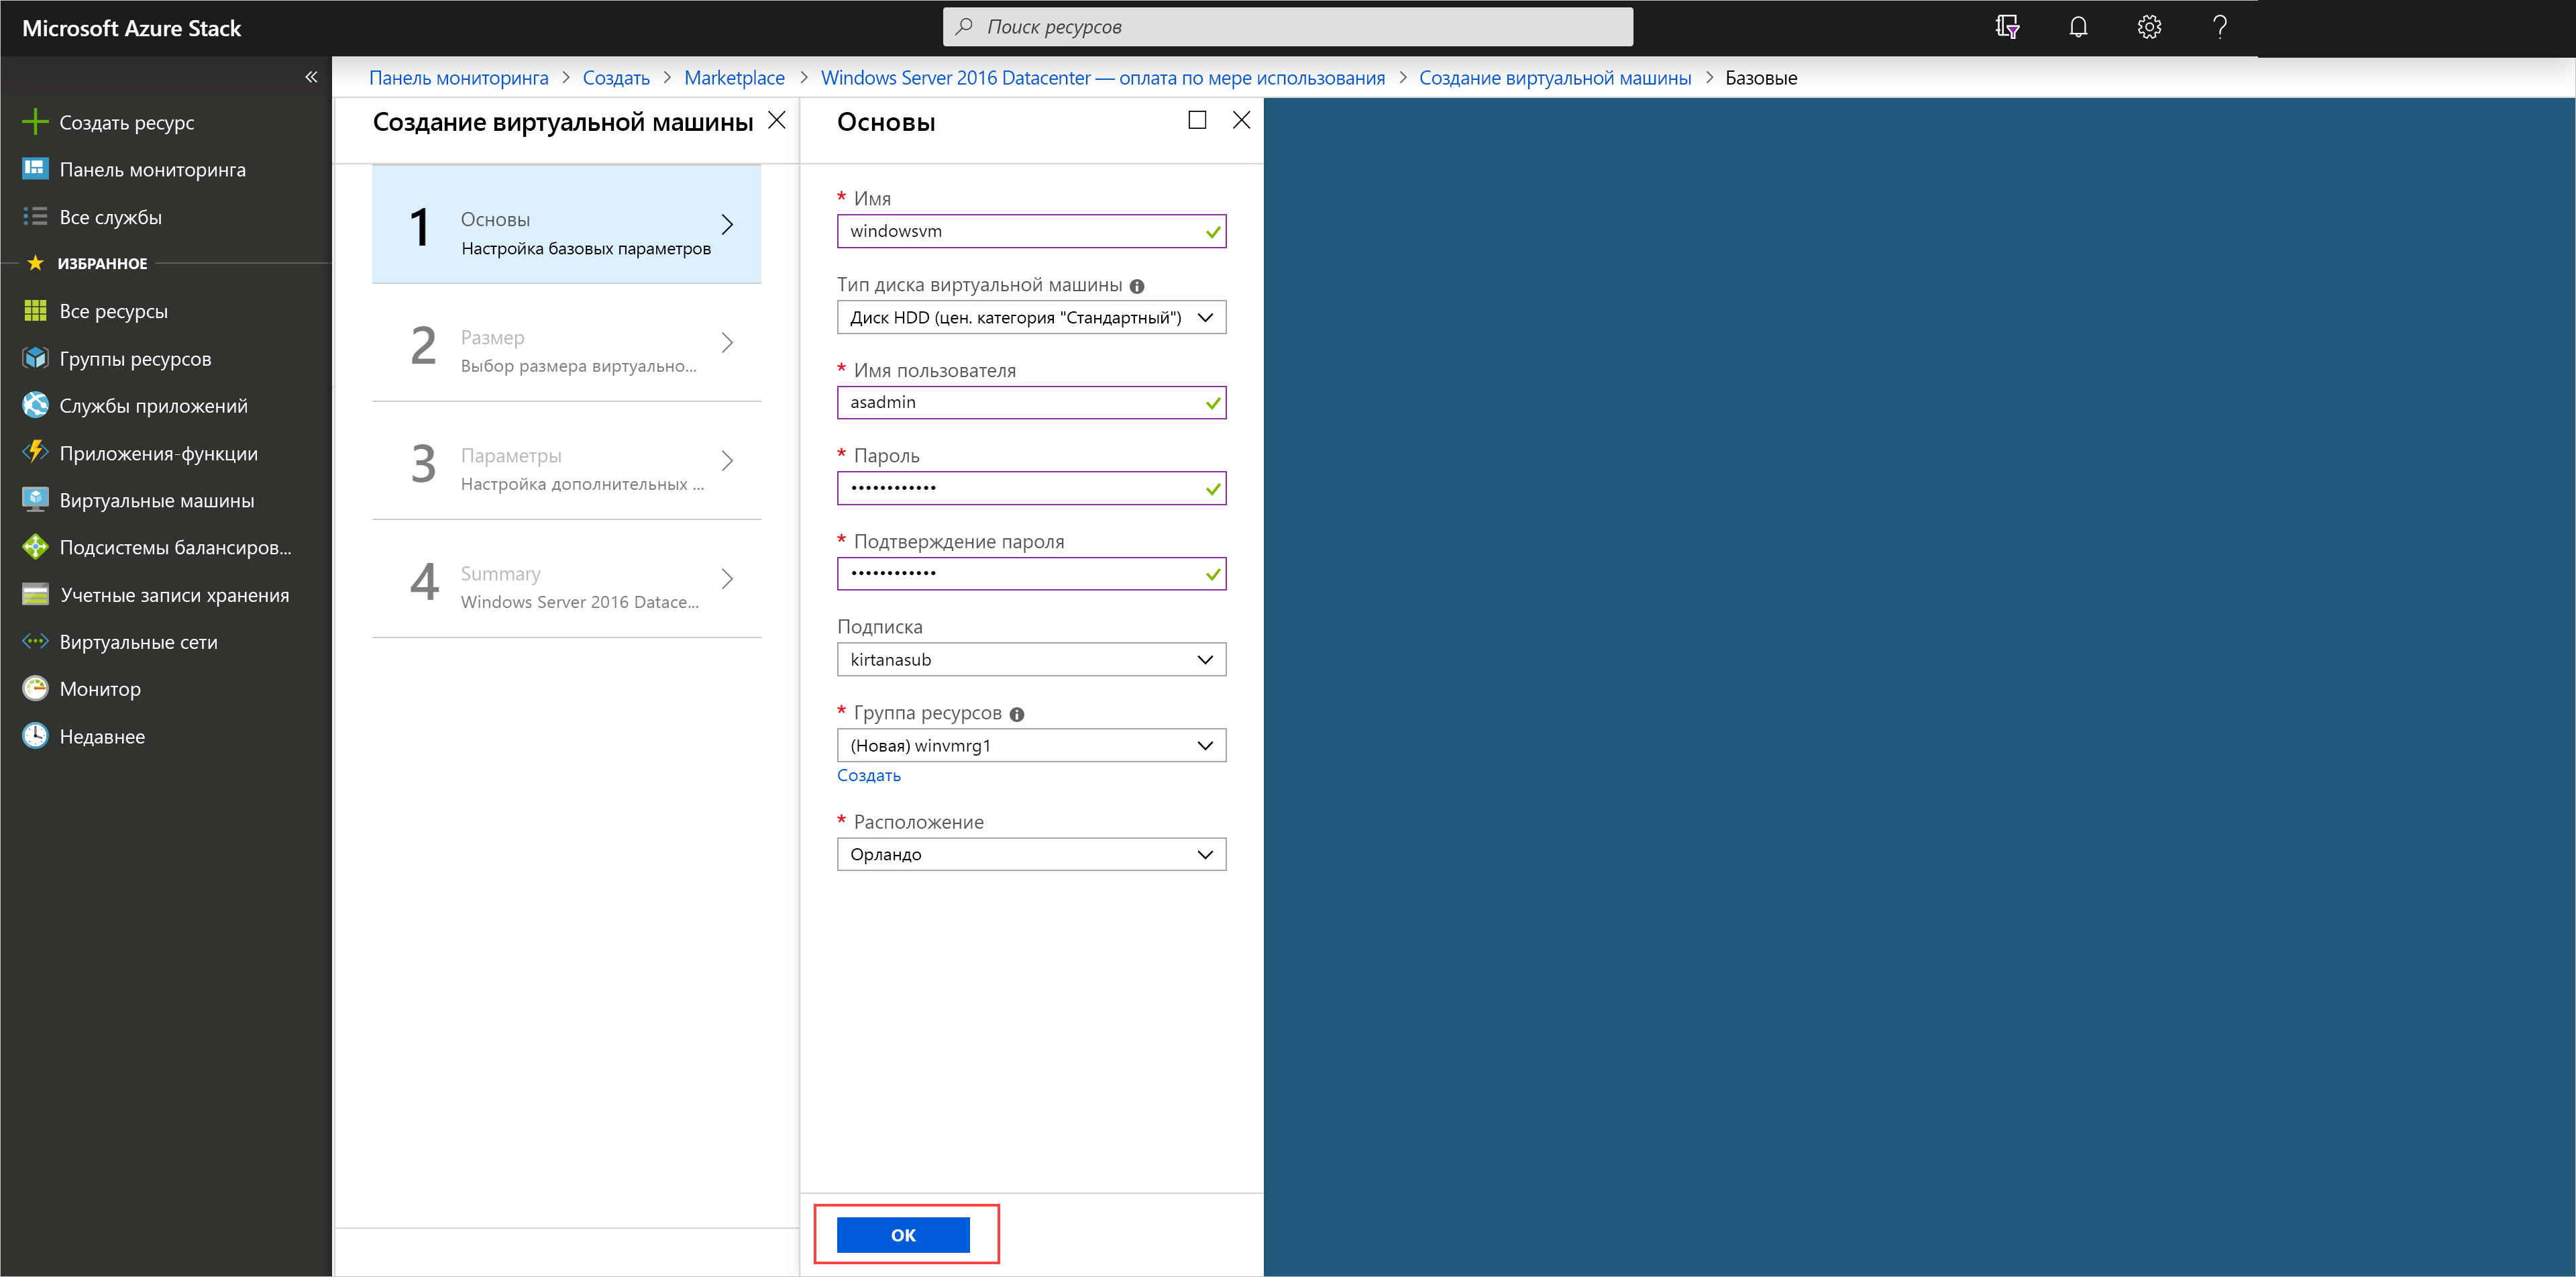 Microsoft Azure Stack
Поиск ресурсов
?
«
Панель мониторинга > Создать > Marketplace > Windows Server 2016 Datacenter — оплата по мере использования > Создание виртуальной машины > Базовые
Создать ресурс
Панель мониторинга
Все службы
ИЗБРАННОЕ
Все ресурсы
Группы ресурсов
Службы приложений
Приложения-функции
Виртуальные машины
Подсистемы балансиров...
Учетные записи хранения
Виртуальные сети
Монитор
Недавнее
Создание виртуальной машины
1
Основы
Настройка базовых параметров
2
Размер
Выбор размера виртуально...
3
Параметры
Настройка дополнительных ...
4
Summary
Windows Server 2016 Datace...
Основы
* Имя
windowsvm
Тип диска виртуальной машины
Диск HDD (цен. категория "Стандартный")
* Имя пользователя
asadmin
* Пароль
••••••••••••
* Подтверждение пароля
••••••••••••
Подписка
kirtanasub
* Группа ресурсов
(Новая) winvmrg1
Создать
* Расположение
Орландо
OK